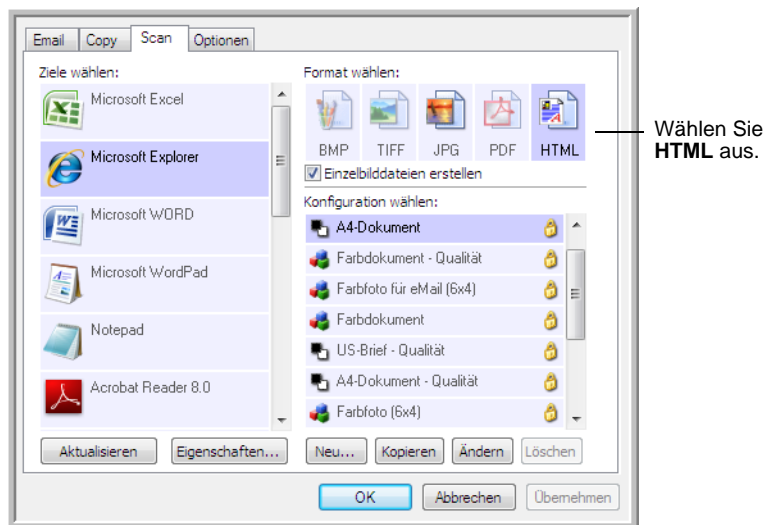 Email Copy Scan Optionen
Ziele wählen:
Microsoft Excel
Microsoft Explorer
Microsoft WORD
Microsoft WordPad
Notepad
Acrobat Reader 8.0
Aktualisieren Eigenschaften...
Format wählen:
BMP TIFF JPG PDF HTML
Einzelbilddateien erstellen
Konfiguration wählen:
A4-Dokument
Farbdokument - Qualität
Farbfoto für eMail (6x4)
Farbdokument
US-Brief - Qualität
A4-Dokument - Qualität
Farbfoto (6x4)
Neu... Kopieren Ändern Löschen
OK Abbrechen Übernehmen
Wählen Sie
HTML aus.